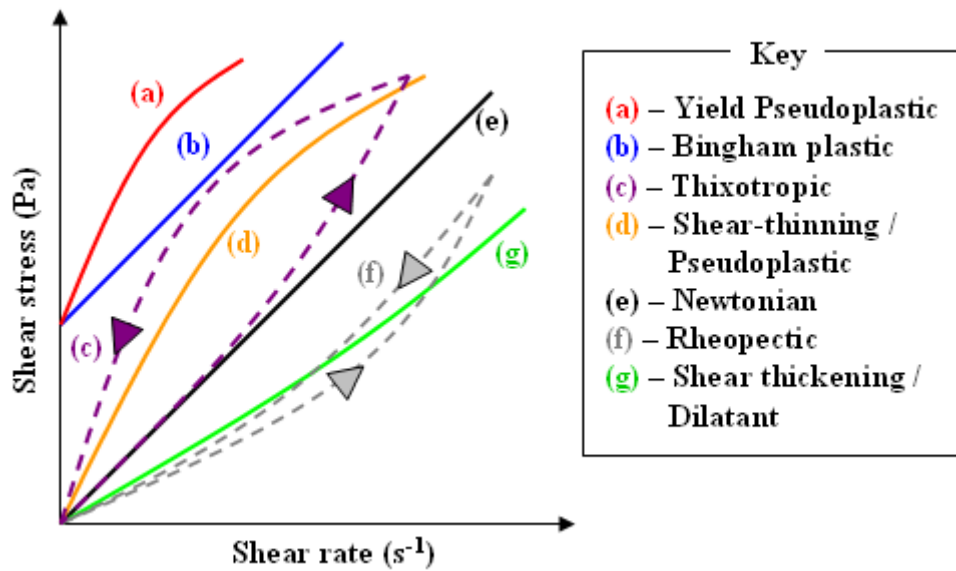 (a)
(b)
(c)
(d)
(e)
(f)
(g)
Shear stress (Pa)
Shear rate (s⁻¹)
Key
(a) – Yield Pseudoplastic
(b) – Bingham plastic
(c) – Thixotropic
(d) – Shear-thinning /
Pseudoplastic
(e) – Newtonian
(f) – Rheopectic
(g) – Shear thickening /
Dilatant